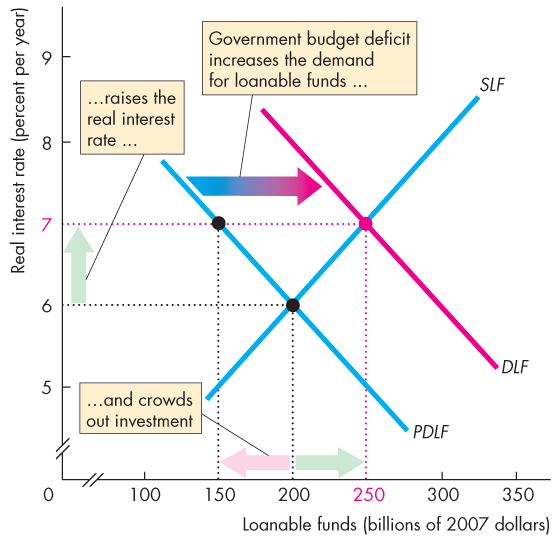 Real interest rate (percent per year)
Government budget deficit
increases the demand
for loanable funds ...
...raises the
real interest
rate ...
...and crowds
out investment
9
8
7
6
5
0
SLF
DLF
PDLF
100
150
200
250
300
350
Loanable funds (billions of 2007 dollars)